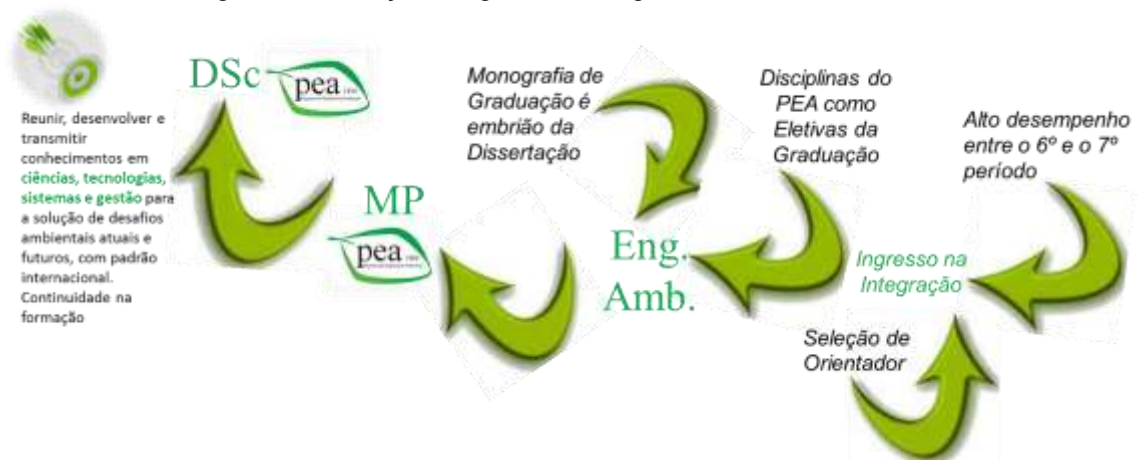 Reunir, desenvolver e
transmitir
conhecimentos em
ciências, tecnologias,
sistemas e gestão para
a solução de desafios
ambientais atuais e
futuros, com padrão
internacional.
Continuidade na
formação
DSc
pea
MP
pea
Monografia de
Graduação é
embrião da
Dissertação
Eng.
Amb.
Disciplinas do
PEA como
Eletivas da
Graduação
Alto desempenho
entre o 6º e o 7º
período
Ingresso na
Integração
Seleção de
Orientador